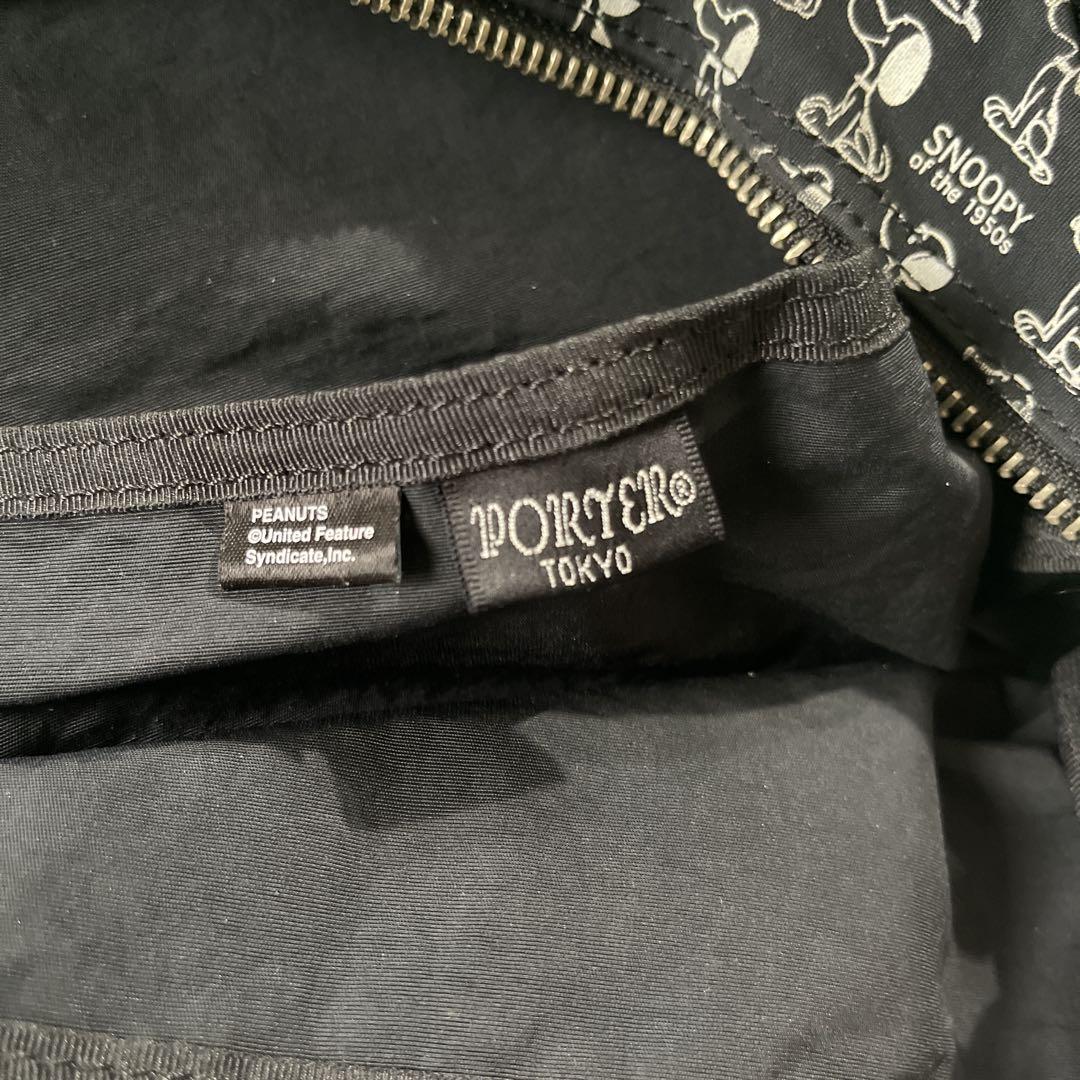 SNOOPY
of the 1950s
PEANUTS
©United Feature
Syndicate,Inc.
PORTER®
TOKYO